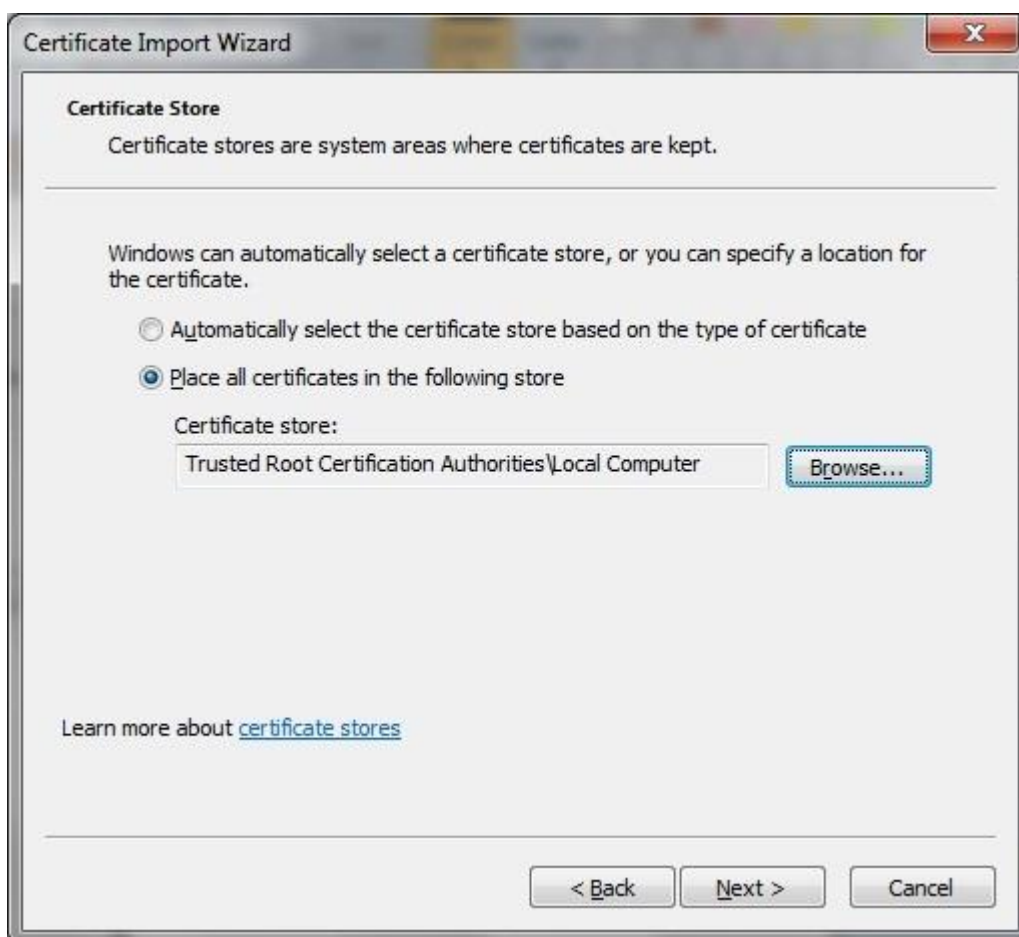 Certificate Import Wizard
Certificate Store
Certificate stores are system areas where certificates are kept.
Windows can automatically select a certificate store, or you can specify a location for
the certificate.
Automatically select the certificate store based on the type of certificate
Place all certificates in the following store
Certificate store:
Trusted Root Certification Authorities\Local Computer
Browse...
Learn more about certificate stores
< Back
Next >
Cancel